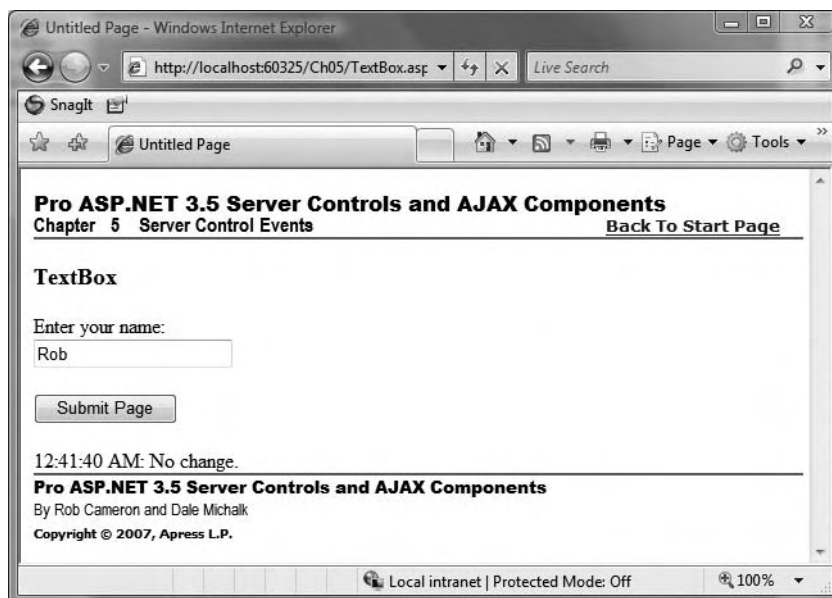 Untitled Page - Windows Internet Explorer
http://localhost:60325/Ch05/TextBox.asp
Live Search
SnagIt
Untitled Page
Page
Tools
Pro ASP.NET 3.5 Server Controls and AJAX Components
Chapter 5 Server Control Events
Back To Start Page
TextBox
Enter your name:
Rob
Submit Page
12:41:40 AM: No change.
Pro ASP.NET 3.5 Server Controls and AJAX Components
By Rob Cameron and Dale Michalk
Copyright © 2007, Apress L.P.
Local intranet | Protected Mode: Off
100%